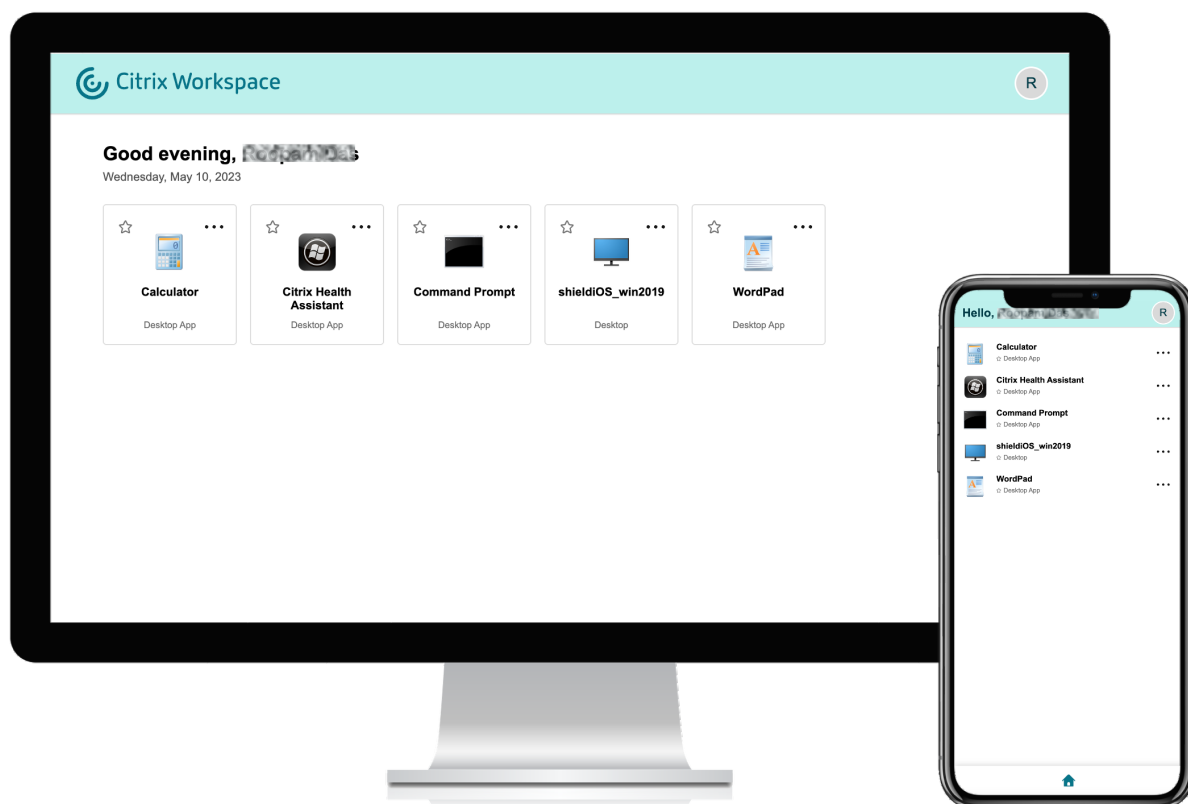 Citrix Workspace
R
Good evening,
Wednesday, May 10, 2023
Calculator
Desktop App
Citrix Health
Assistant
Desktop App
Command Prompt
Desktop App
shieldiOS_win2019
Desktop
WordPad
Desktop App
Hello,
R
Calculator
Desktop App
Citrix Health Assistant
Desktop App
Command Prompt
Desktop App
shieldiOS_win2019
Desktop
WordPad
Desktop App